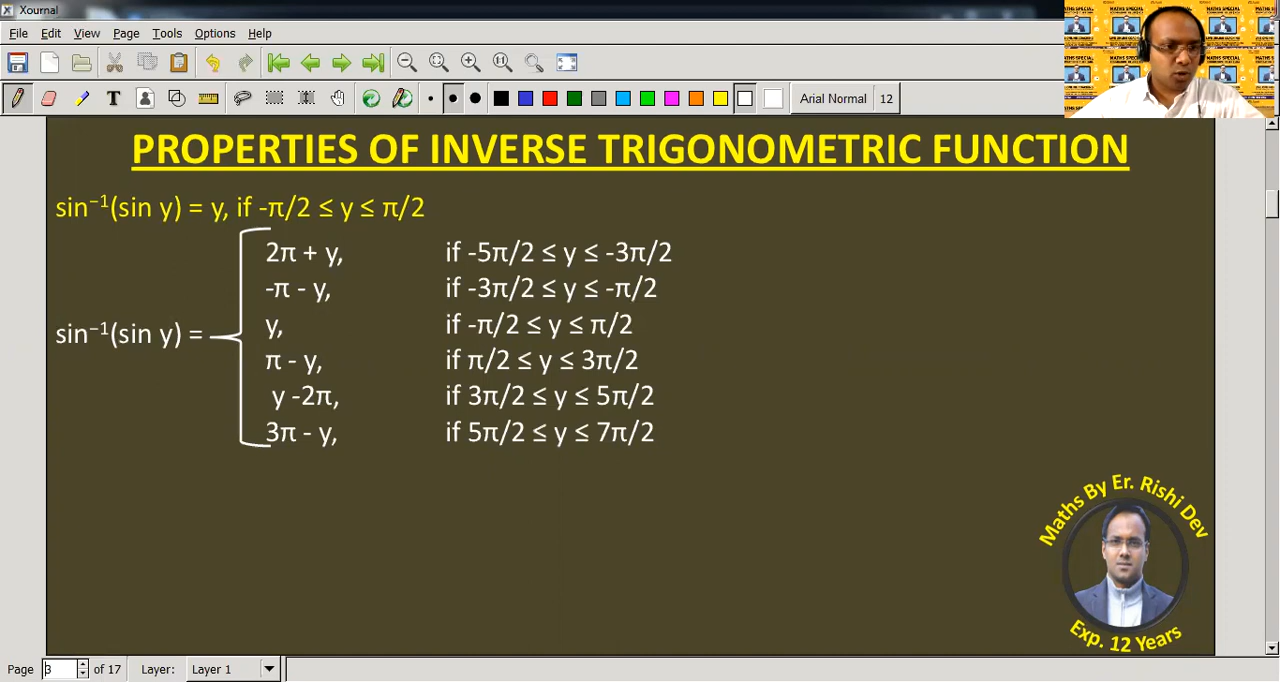 Xournal
File Edit View Page Tools Options Help
Arial Normal 12
PROPERTIES OF INVERSE TRIGONOMETRIC FUNCTION
sin⁻¹(sin y) = y, if -π/2 ≤ y ≤ π/2
2π + y, if -5π/2 ≤ y ≤ -3π/2
-π - y, if -3π/2 ≤ y ≤ -π/2
sin⁻¹(sin y) =
y, if -π/2 ≤ y ≤ π/2
π - y, if π/2 ≤ y ≤ 3π/2
y -2π, if 3π/2 ≤ y ≤ 5π/2
3π - y, if 5π/2 ≤ y ≤ 7π/2
Maths By Er. Rishi Dev
Exp. 12 Years
Page 3 of 17 Layer: Layer 1